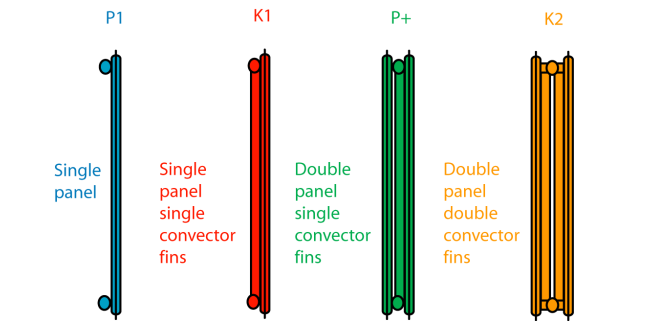 P1
K1
P+
K2
Single
panel
Single
panel
single
convector
fins
Double
panel
single
convector
fins
Double
panel
double
convector
fins